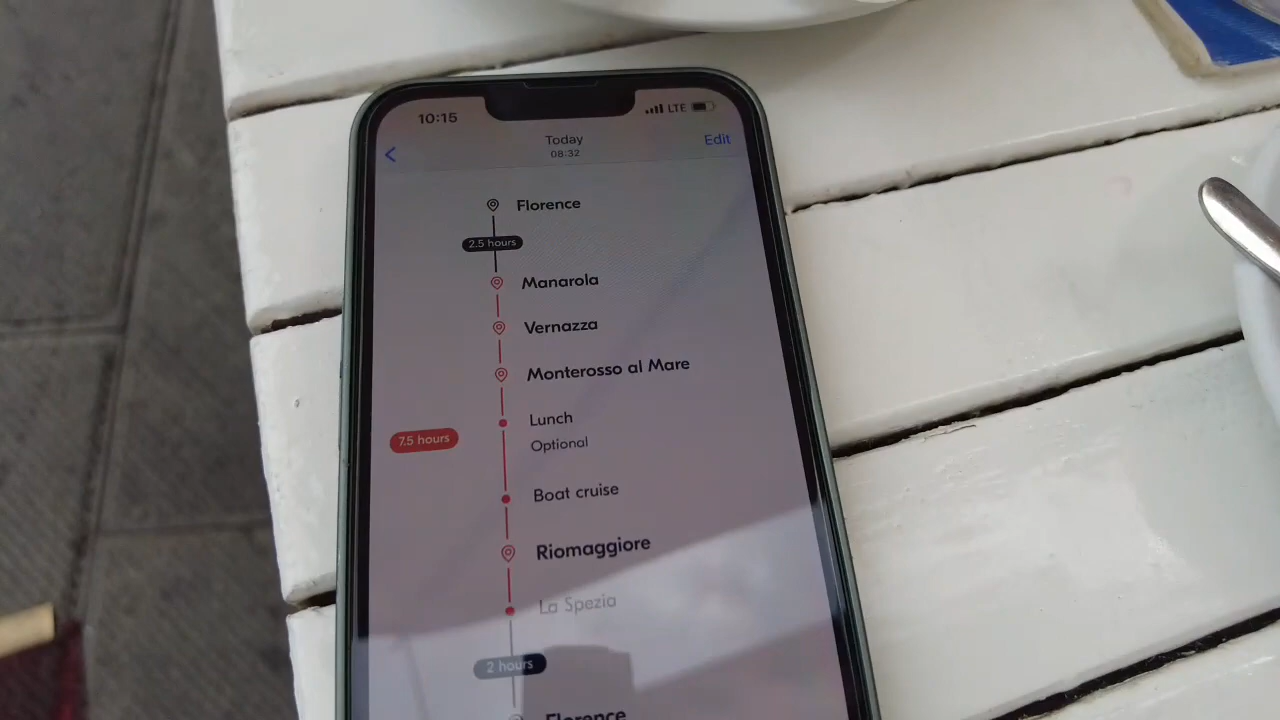 10:15
LTE
Today
08:32
Edit
Florence
2.5 hours
Manarola
Vernazza
Monterosso al Mare
Lunch
7.5 hours
Optional
Boat cruise
Riomaggiore
La Spezia
2 hours
Florence